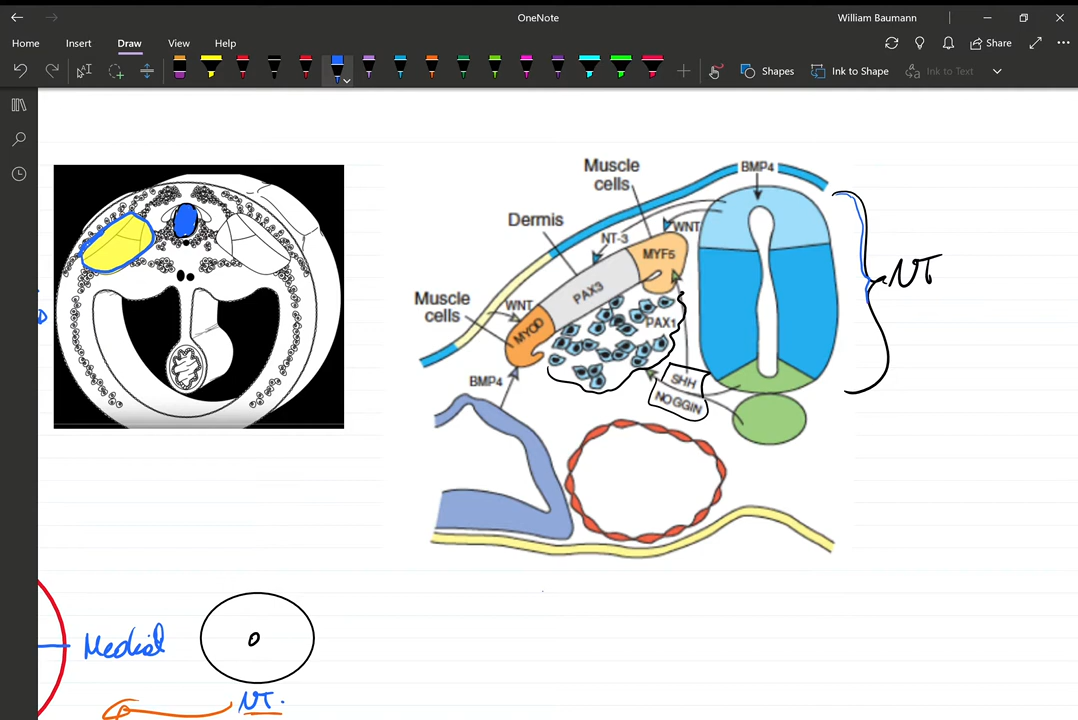 OneNote
William Baumann
Home Insert Draw View Help
Share
Shapes
Ink to Shape
Ink to Text
BMP4
Muscle
cells
Dermis
WNT
NT-3
MYF5
PAX3
Muscle
cells
WNT
MYOD
PAX1
BMP4
SHH
NOGGIN
NT
Medial
NT.